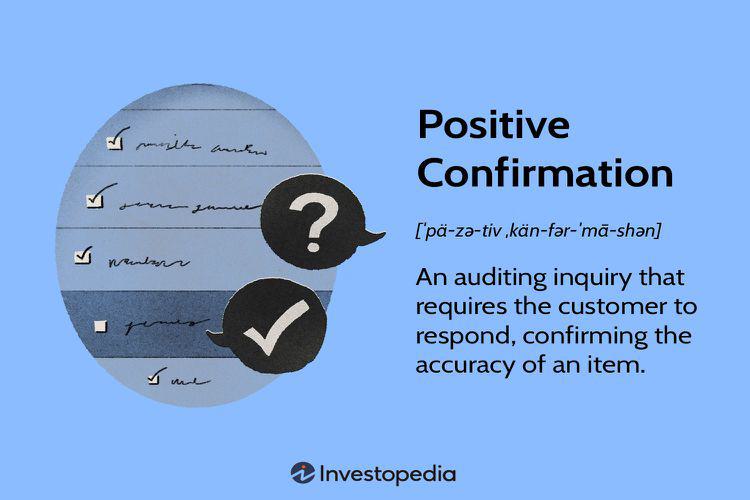 Positive
Confirmation
[ˈpä-zə-tiv ˌkän-fər-ˈmā-shən]
An auditing inquiry that
requires the customer to
respond, confirming the
accuracy of an item.
?
Investopedia